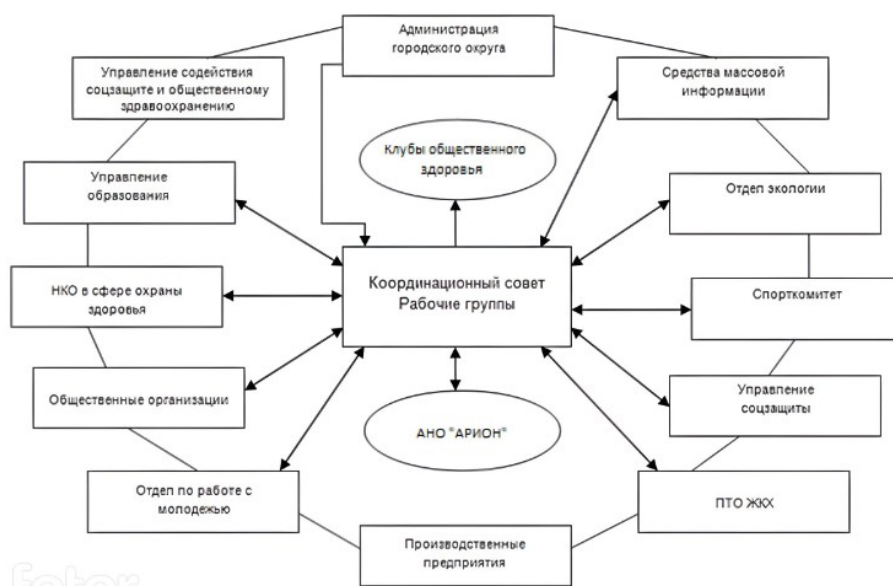 Администрация
городского округа
Управление содействия
соцзащите и общественному
здравоохранению
Средства массовой
информации
Клубы общественного
здоровья
Управление
образования
Отдел экологии
Координационный совет
Рабочие группы
НКО в сфере охраны
здоровья
Спорткомитет
Общественные организации
Управление
соцзащиты
АНО "АРИОН"
Отдел по работе с
молодежью
ПТО ЖКХ
Производственные
предприятия
fotor